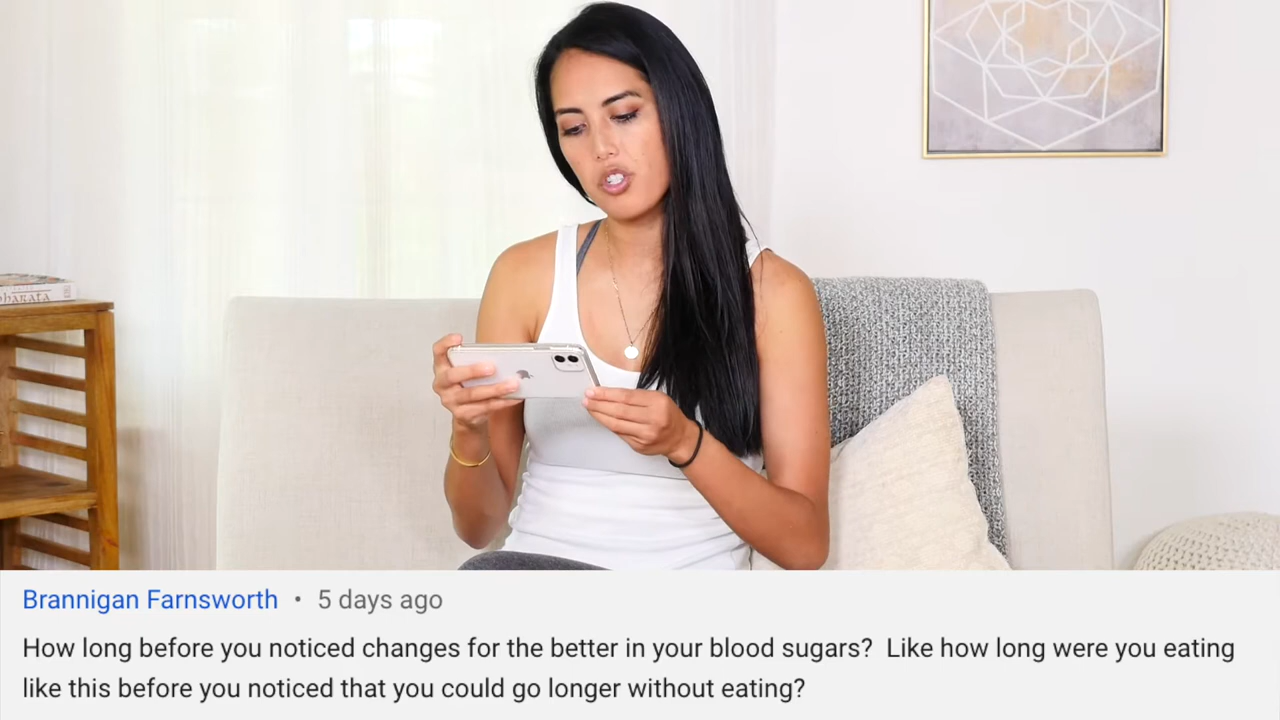 PHARATA
Brannigan Farnsworth • 5 days ago
How long before you noticed changes for the better in your blood sugars?  Like how long were you eating
like this before you noticed that you could go longer without eating?